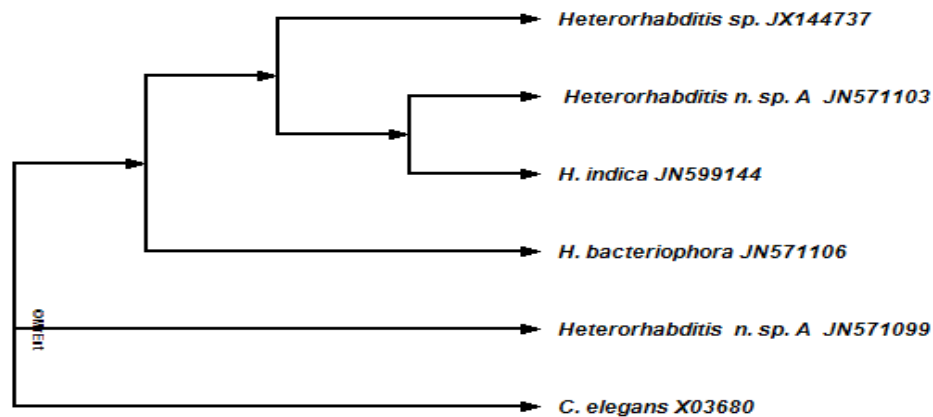 Heterorhabditis sp. JX144737
Heterorhabditis n. sp. A JN571103
H. indica JN599144
H. bacteriophora JN571106
Heterorhabditis n. sp. A JN571099
C. elegans X03680